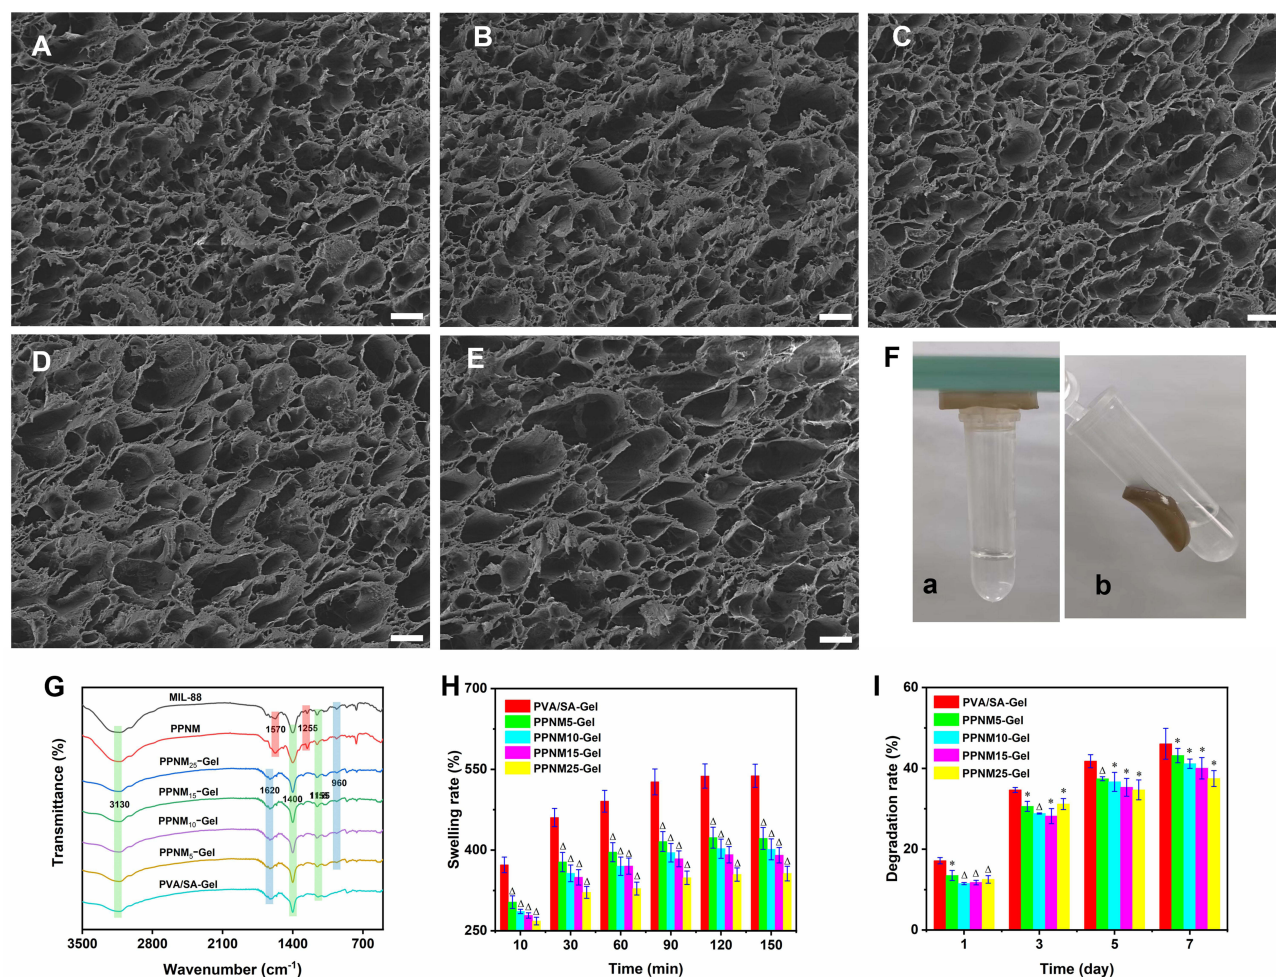 A
B
C
D
E
F
a
b
G
MIL-88
1570
1255
PPNM
PPNM25-Gel
960
3130
PPNM15-Gel
1620
1400
PPNM10-Gel
PPNM5-Gel
PVA/SA-Gel
3500 2800 2100 1400 700
Wavenumber (cm-1)
Transmittance (%)
H
700
550
400
250
PVA/SA-Gel
PPNM5-Gel
PPNM10-Gel
PPNM15-Gel
PPNM25-Gel
Δ Δ Δ Δ
Δ Δ Δ Δ
Δ Δ Δ Δ
Δ Δ Δ Δ
Δ Δ Δ Δ
Δ Δ Δ Δ
10 30 60 90 120 150
Time (min)
Swelling rate (%)
I
60
40
20
0
PVA/SA-Gel
PPNM5-Gel
PPNM10-Gel
PPNM15-Gel
PPNM25-Gel
* Δ Δ Δ
* Δ * *
Δ * * *
* * * *
1 3 5 7
Time (day)
Degradation rate (%)